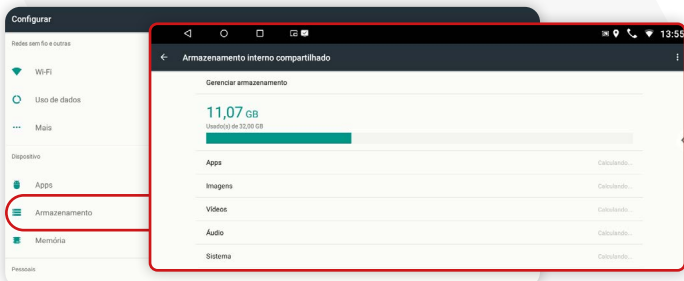 Configurar
Redes sem fio e outras
Wi-Fi
Uso de dados
Mais
Dispositivo
Apps
Armazenamento
Memória
Pessoais
13:55
Armazenamento interno compartilhado
Gerenciar armazenamento
11,07 GB
Usado(s) de 32,00 GB
Apps Calculando...
Imagens Calculando...
Vídeos Calculando...
Áudio Calculando...
Sistema Calculando...